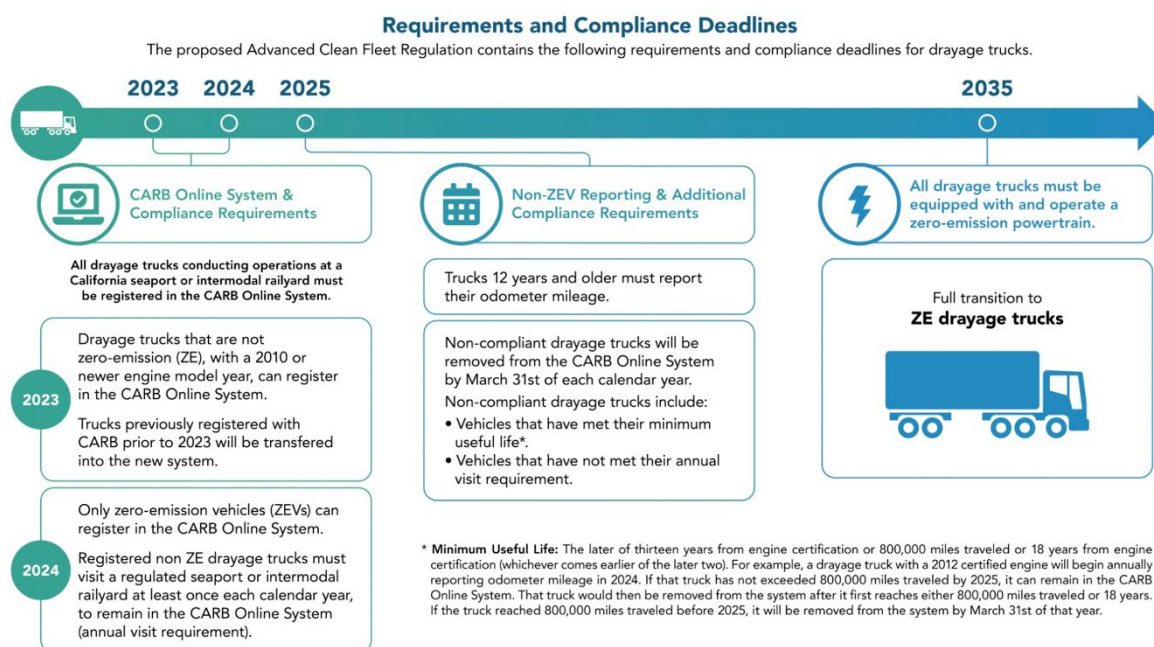 Requirements and Compliance Deadlines
The proposed Advanced Clean Fleet Regulation contains the following requirements and compliance deadlines for drayage trucks.
2023
2024
2025
2035
CARB Online System &
Compliance Requirements
All drayage trucks conducting operations at a
California seaport or intermodal railyard must
be registered in the CARB Online System.
2023
Drayage trucks that are not
zero-emission (ZE), with a 2010 or
newer engine model year, can register
in the CARB Online System.
Trucks previously registered with
CARB prior to 2023 will be transfered
into the new system.
2024
Only zero-emission vehicles (ZEVs) can
register in the CARB Online System.
Registered non ZE drayage trucks must
visit a regulated seaport or intermodal
railyard at least once each calendar year,
to remain in the CARB Online System
(annual visit requirement).
Non-ZEV Reporting & Additional
Compliance Requirements
Trucks 12 years and older must report
their odometer mileage.
Non-compliant drayage trucks will be
removed from the CARB Online System
by March 31st of each calendar year.
Non-compliant drayage trucks include:
• Vehicles that have met their minimum
useful life*.
• Vehicles that have not met their annual
visit requirement.
All drayage trucks must be
equipped with and operate a
zero-emission powertrain.
Full transition to
ZE drayage trucks
* Minimum Useful Life: The later of thirteen years from engine certification or 800,000 miles traveled or 18 years from engine
certification (whichever comes earlier of the later two). For example, a drayage truck with a 2012 certified engine will begin annually
reporting odometer mileage in 2024. If that truck has not exceeded 800,000 miles traveled by 2025, it can remain in the CARB
Online System. That truck would then be removed from the system after it first reaches either 800,000 miles traveled or 18 years.
If the truck reached 800,000 miles traveled before 2025, it will be removed from the system by March 31st of that year.